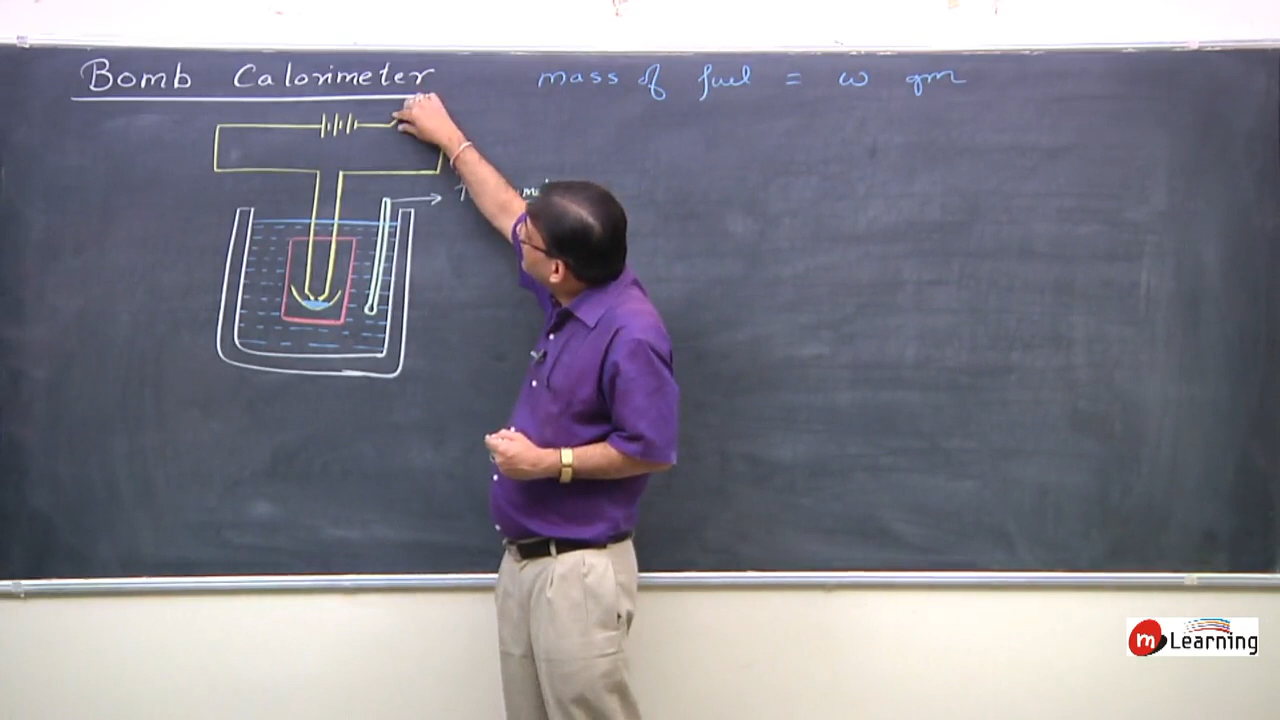 Bomb Calorimeter
mass of fuel = w gm
m Learning